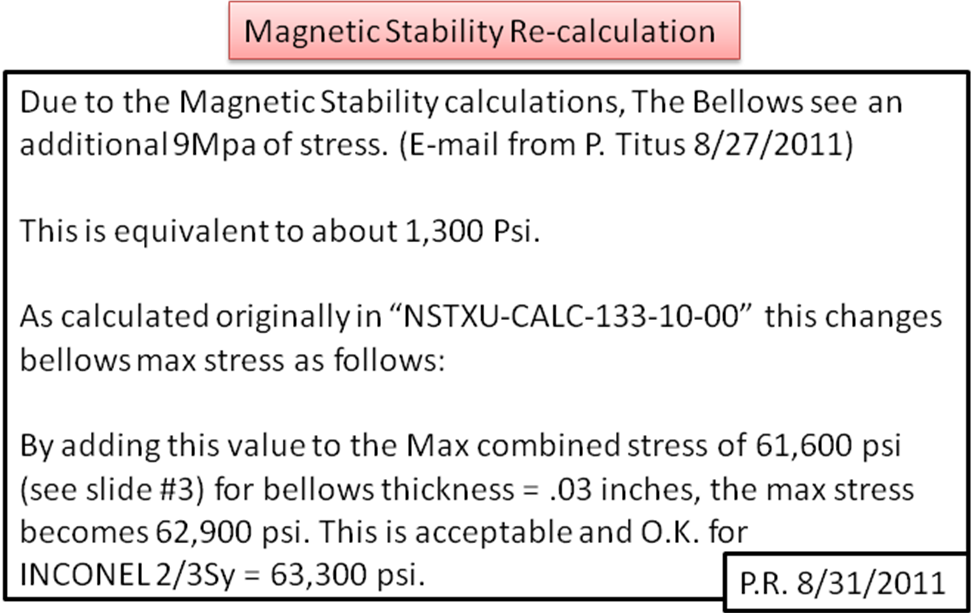 Magnetic Stability Re-calculation
Due to the Magnetic Stability calculations, The Bellows see an
additional 9Mpa of stress. (E-mail from P. Titus 8/27/2011)
This is equivalent to about 1,300 Psi.
As calculated originally in “NSTXU-CALC-133-10-00” this changes
bellows max stress as follows:
By adding this value to the Max combined stress of 61,600 psi
(see slide #3) for bellows thickness = .03 inches, the max stress
becomes 62,900 psi. This is acceptable and O.K. for
INCONEL 2/3Sy = 63,300 psi.
P.R. 8/31/2011